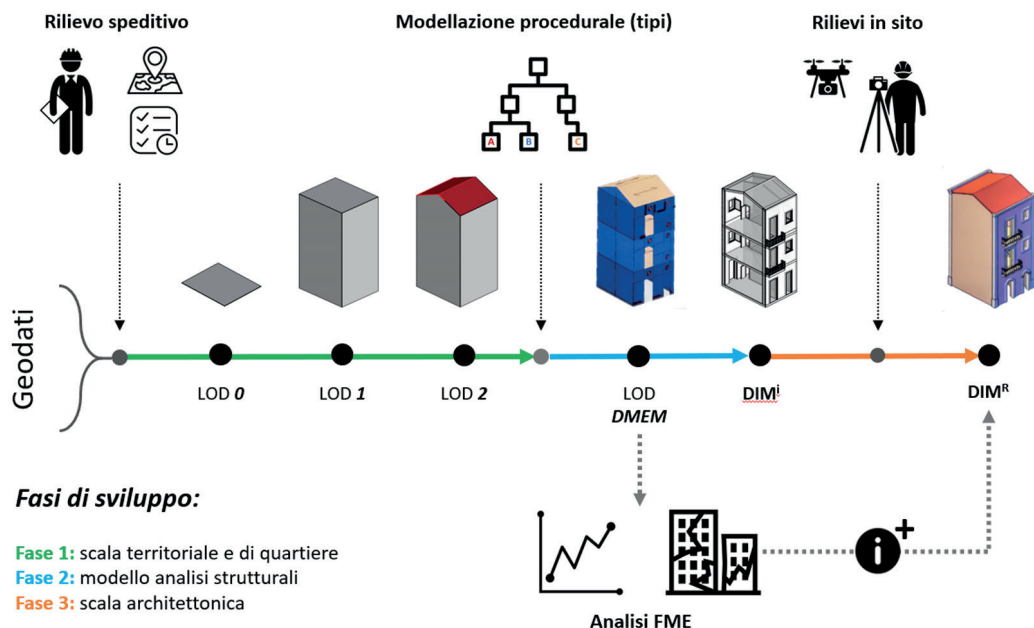 Rilievo speditivo
Modellazione procedurale (tipi)
Rilievi in sito
A
B
C
Geodati
LOD 0
LOD 1
LOD 2
LOD
DMEM
DIMⁱ
DIMᴿ
Fasi di sviluppo:
Fase 1: scala territoriale e di quartiere
Fase 2: modello analisi strutturali
Fase 3: scala architettonica
i
+
Analisi FME